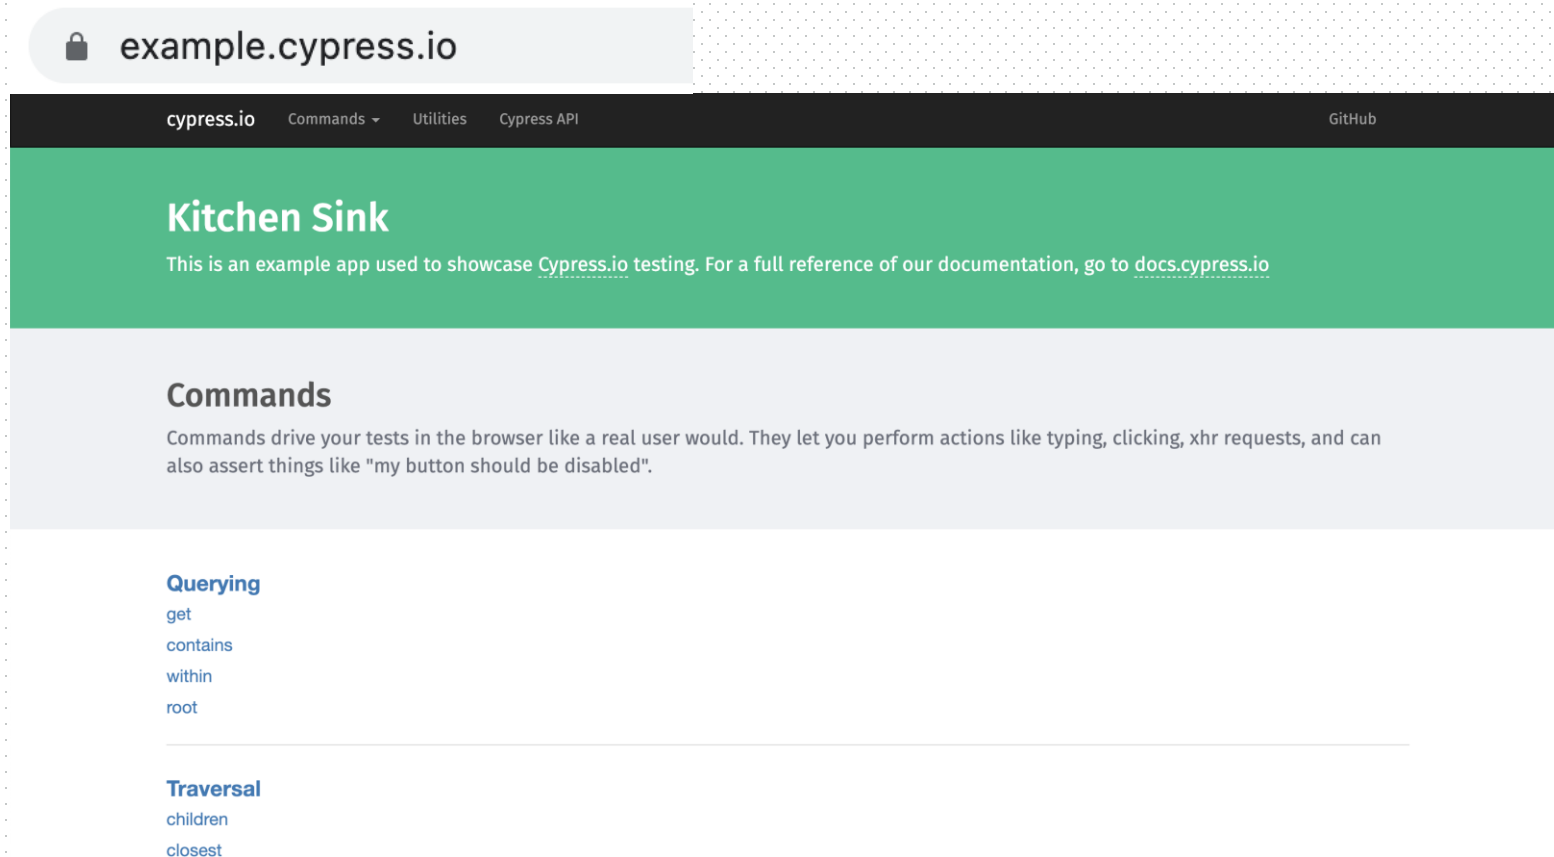 example.cypress.io
cypress.io Commands Utilities Cypress API GitHub
Kitchen Sink
This is an example app used to showcase Cypress.io testing. For a full reference of our documentation, go to docs.cypress.io
Commands
Commands drive your tests in the browser like a real user would. They let you perform actions like typing, clicking, xhr requests, and can
also assert things like "my button should be disabled".
Querying
get
contains
within
root
Traversal
children
closest